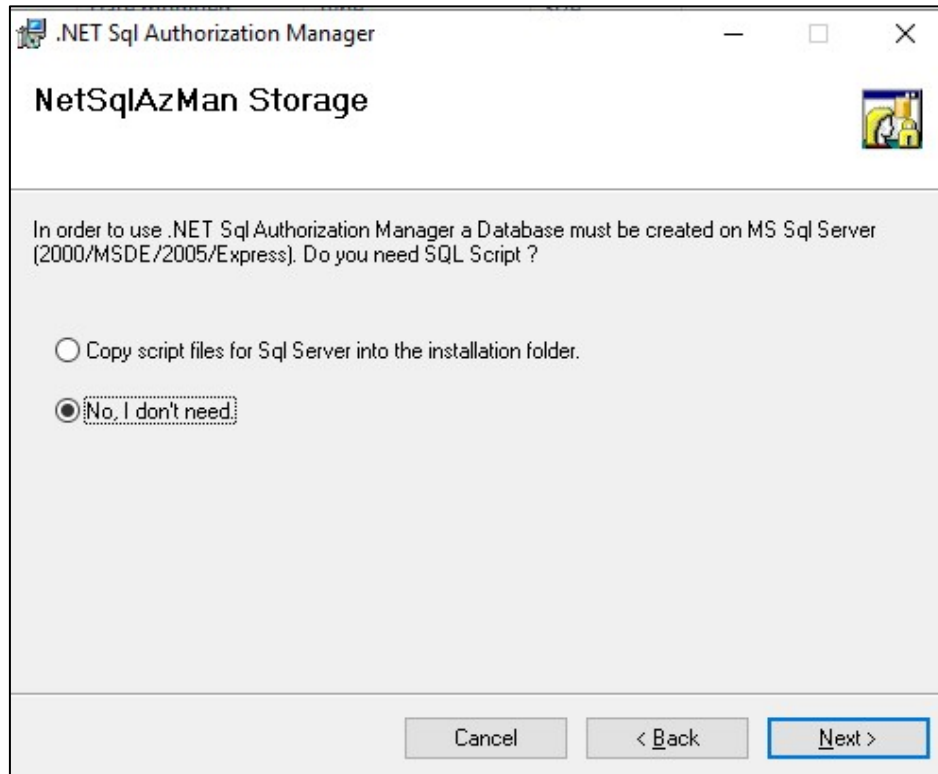 .NET Sql Authorization Manager
NetSqlAzMan Storage
In order to use .NET Sql Authorization Manager a Database must be created on MS Sql Server
(2000/MSDE/2005/Express). Do you need SQL Script ?
Copy script files for Sql Server into the installation folder.
No, I don't need.
Cancel
< Back
Next >